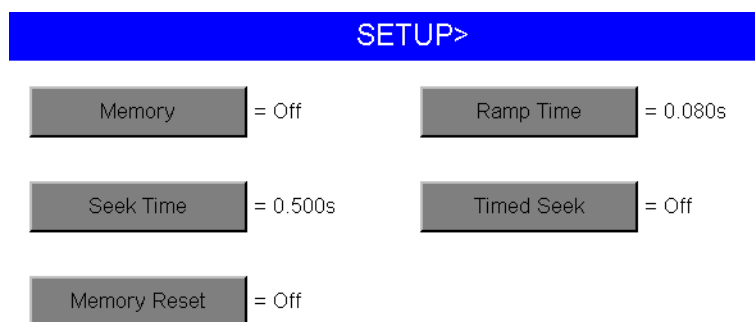 SETUP>
Memory = Off Ramp Time = 0.080s
Seek Time = 0.500s Timed Seek = Off
Memory Reset = Off